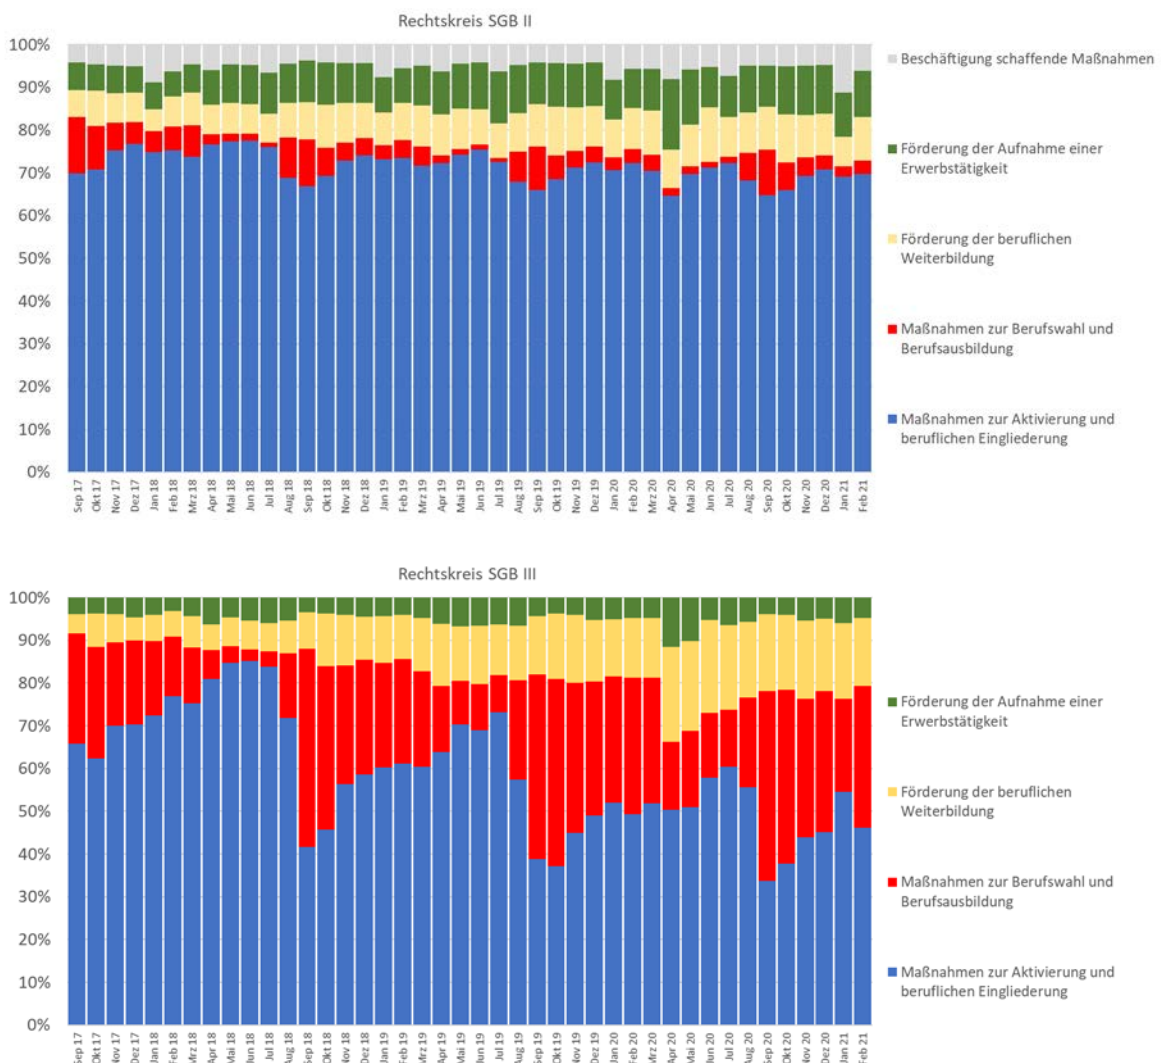 Rechtskreis SGB II
100%
90%
80%
70%
60%
50%
40%
30%
20%
10%
0%
Beschäftigung schaffende Maßnahmen
Förderung der Aufnahme einer
Erwerbstätigkeit
Förderung der beruflichen
Weiterbildung
Maßnahmen zur Berufswahl und
Berufsausbildung
Maßnahmen zur Aktivierung und
beruflichen Eingliederung
Sep 17
Okt 17
Nov 17
Dez 17
Jan 18
Feb 18
Mrz 18
Apr 18
Mai 18
Jun 18
Jul 18
Aug 18
Sep 18
Okt 18
Nov 18
Dez 18
Jan 19
Feb 19
Mrz 19
Apr 19
Mai 19
Jun 19
Jul 19
Aug 19
Sep 19
Okt 19
Nov 19
Dez 19
Jan 20
Feb 20
Mrz 20
Apr 20
Mai 20
Jun 20
Jul 20
Aug 20
Sep 20
Okt 20
Nov 20
Dez 20
Jan 21
Feb 21
Rechtskreis SGB III
100%
90%
80%
70%
60%
50%
40%
30%
20%
10%
0%
Förderung der Aufnahme einer
Erwerbstätigkeit
Förderung der beruflichen
Weiterbildung
Maßnahmen zur Berufswahl und
Berufsausbildung
Maßnahmen zur Aktivierung und
beruflichen Eingliederung
Sep 17
Okt 17
Nov 17
Dez 17
Jan 18
Feb 18
Mrz 18
Apr 18
Mai 18
Jun 18
Jul 18
Aug 18
Sep 18
Okt 18
Nov 18
Dez 18
Jan 19
Feb 19
Mrz 19
Apr 19
Mai 19
Jun 19
Jul 19
Aug 19
Sep 19
Okt 19
Nov 19
Dez 19
Jan 20
Feb 20
Mrz 20
Apr 20
Mai 20
Jun 20
Jul 20
Aug 20
Sep 20
Okt 20
Nov 20
Dez 20
Jan 21
Feb 21